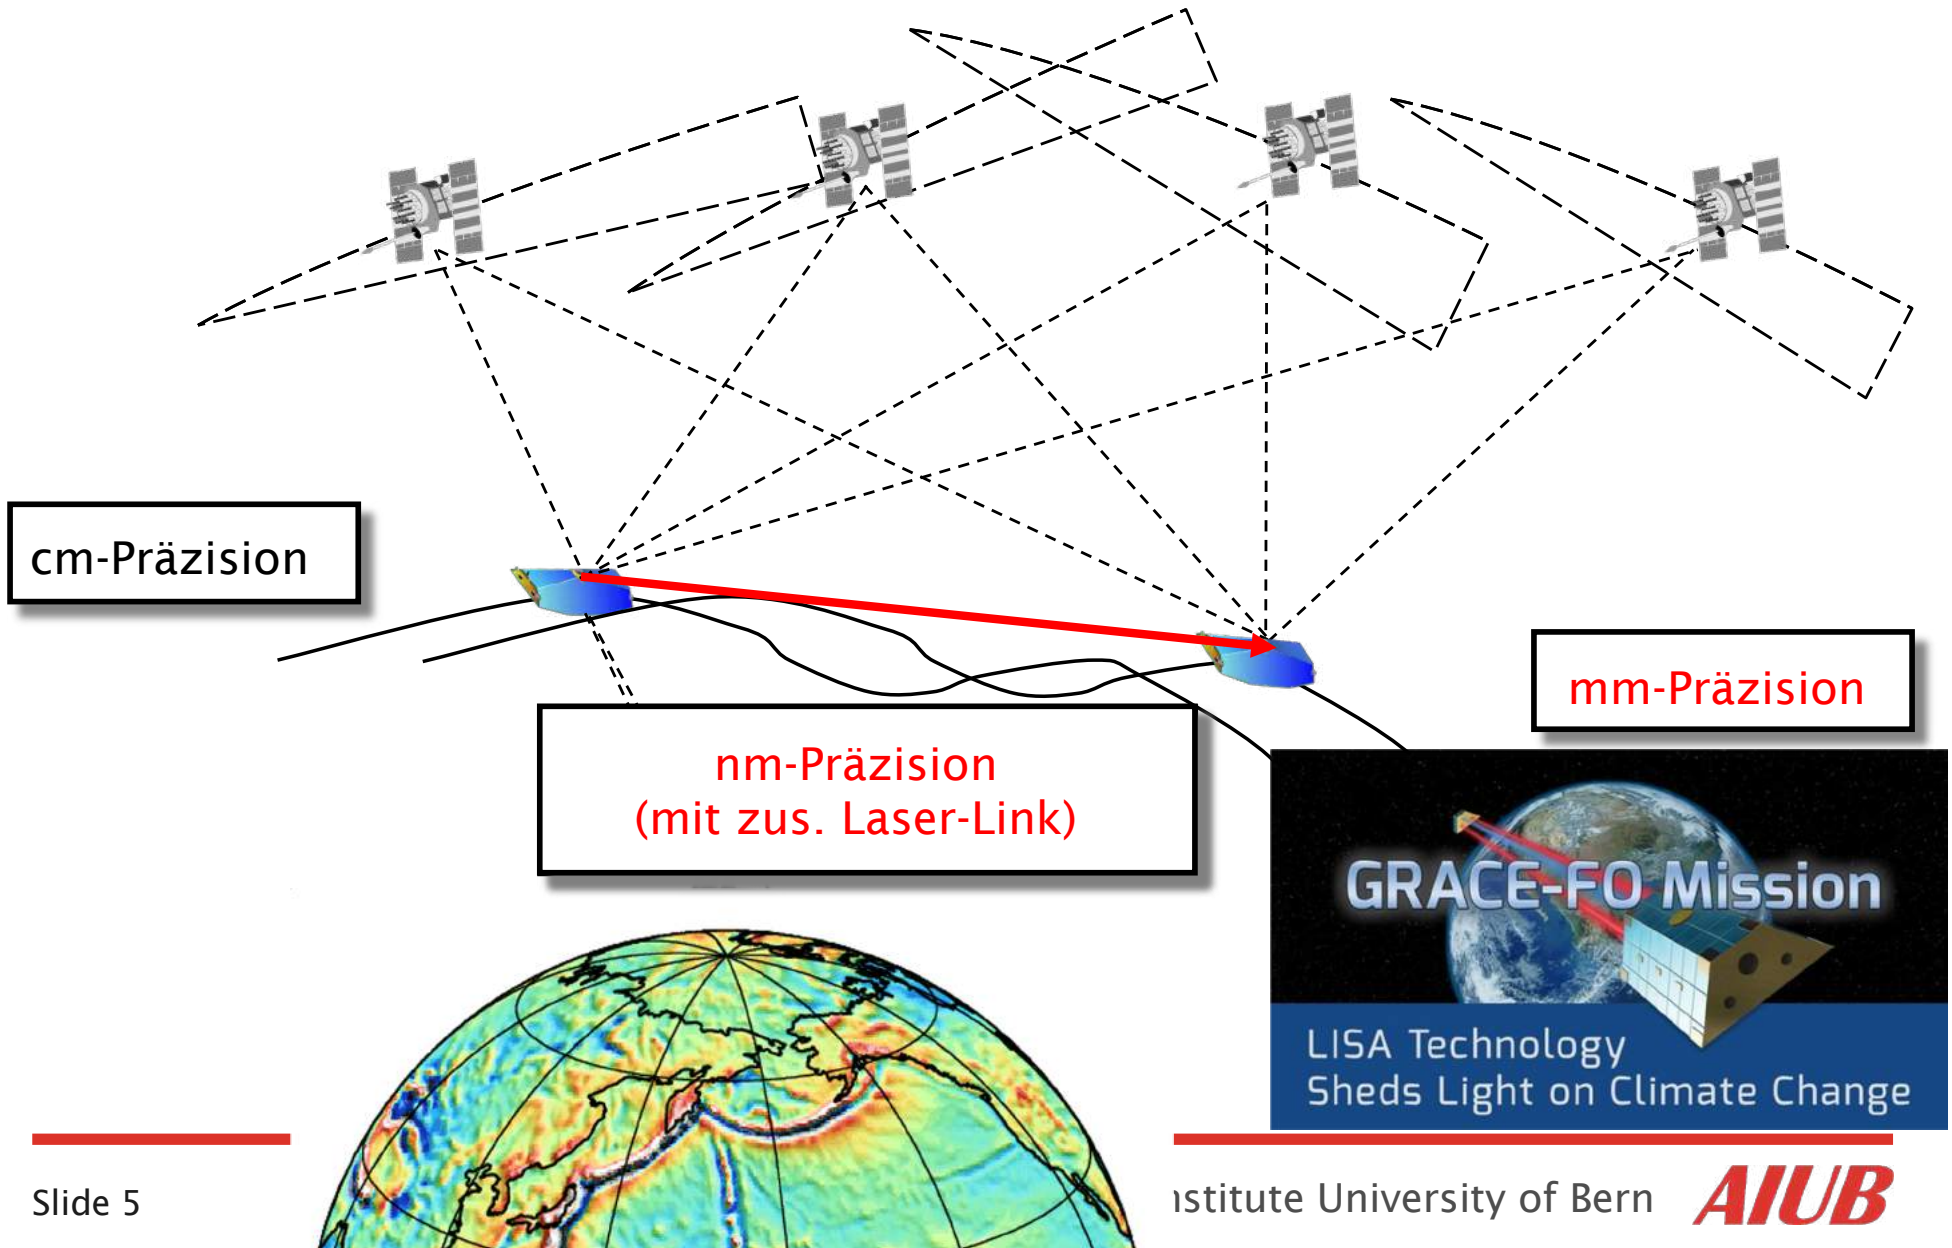 cm-Präzision
mm-Präzision
nm-Präzision
(mit zus. Laser-Link)
GRACE-FO Mission
LISA Technology
Sheds Light on Climate Change
Slide 5
University of Bern
AIUB